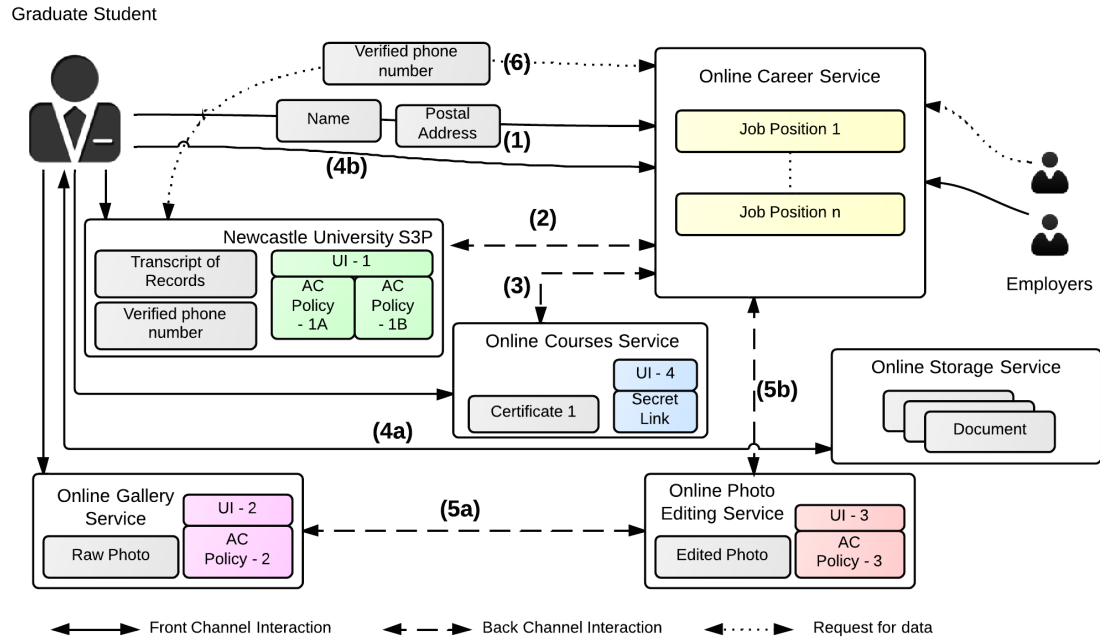 Graduate Student
Verified phone
number
(6)
Online Career Service
Name
Postal
Address
(1)
Job Position 1
(4b)
Job Position n
Employers
(2)
Newcastle University S3P
Transcript of
Records
UI - 1
AC
Policy
- 1A
AC
Policy
- 1B
Verified phone
number
(3)
Online Courses Service
UI - 4
Certificate 1
Secret
Link
(5b)
Online Storage Service
Document
(4a)
Online Gallery
Service
UI - 2
Raw Photo
AC
Policy - 2
(5a)
Online Photo
Editing Service
UI - 3
Edited Photo
AC
Policy - 3
Front Channel Interaction
Back Channel Interaction
Request for data